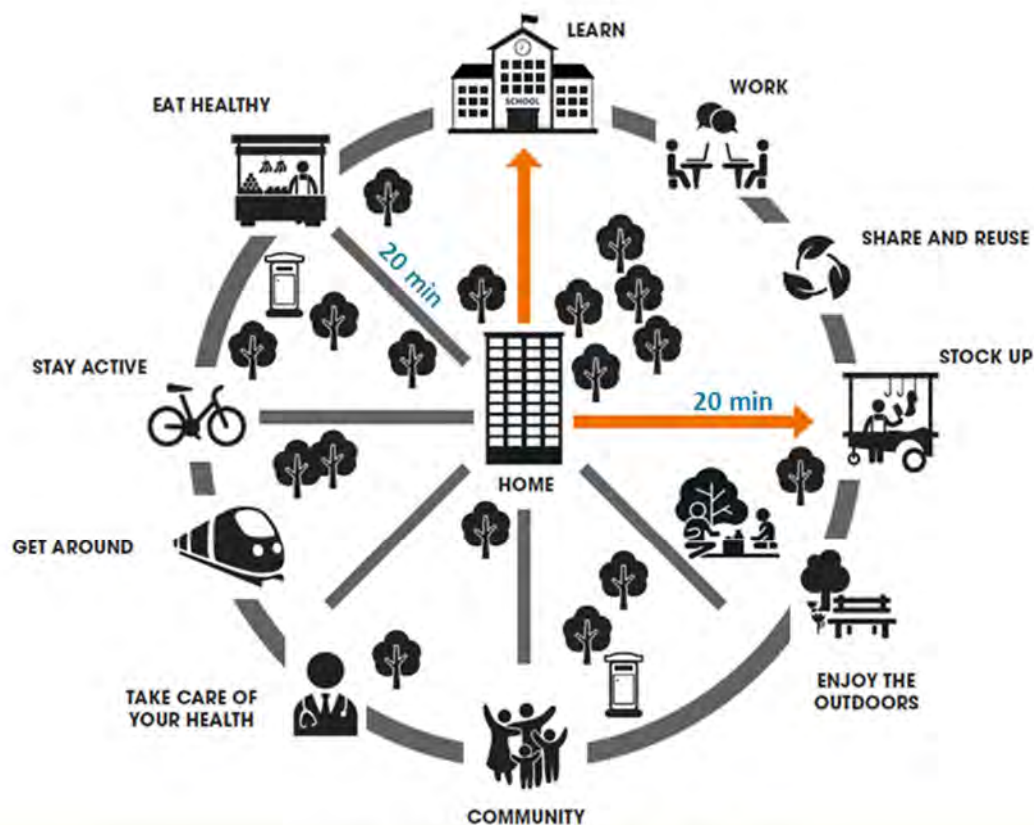 LEARN
WORK
EAT HEALTHY
SCHOOL
20 min
SHARE AND REUSE
STAY ACTIVE
STOCK UP
20 min
HOME
GET AROUND
TAKE CARE OF
YOUR HEALTH
ENJOY THE
OUTDOORS
COMMUNITY